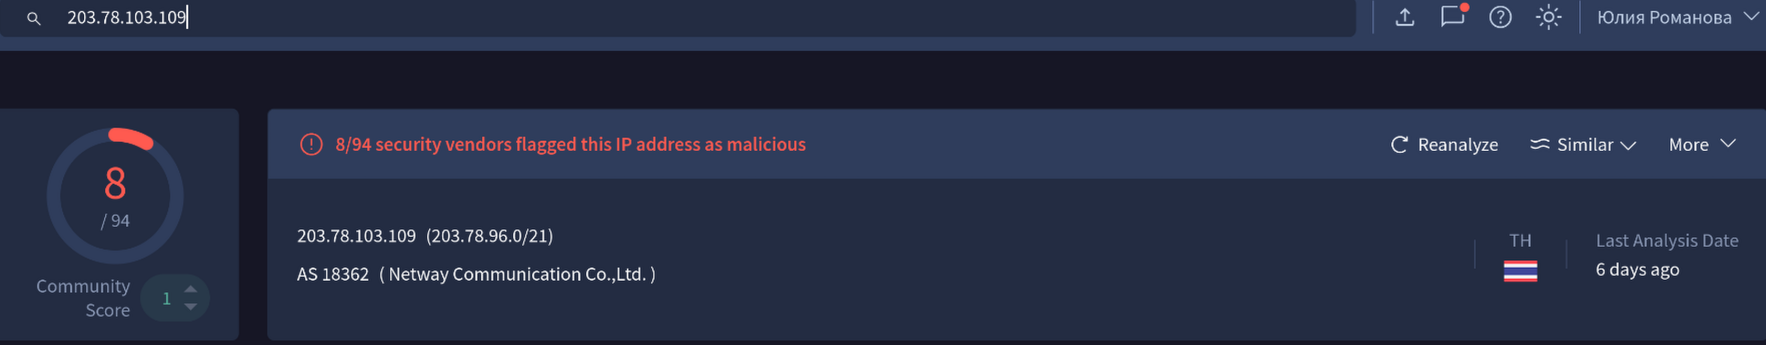 203.78.103.109
Юлия Романова
8/94 security vendors flagged this IP address as malicious
Reanalyze
Similar
More
8
/ 94
Community
Score
1
203.78.103.109 (203.78.96.0/21)
AS 18362 ( Netway Communication Co.,Ltd. )
TH
Last Analysis Date
6 days ago